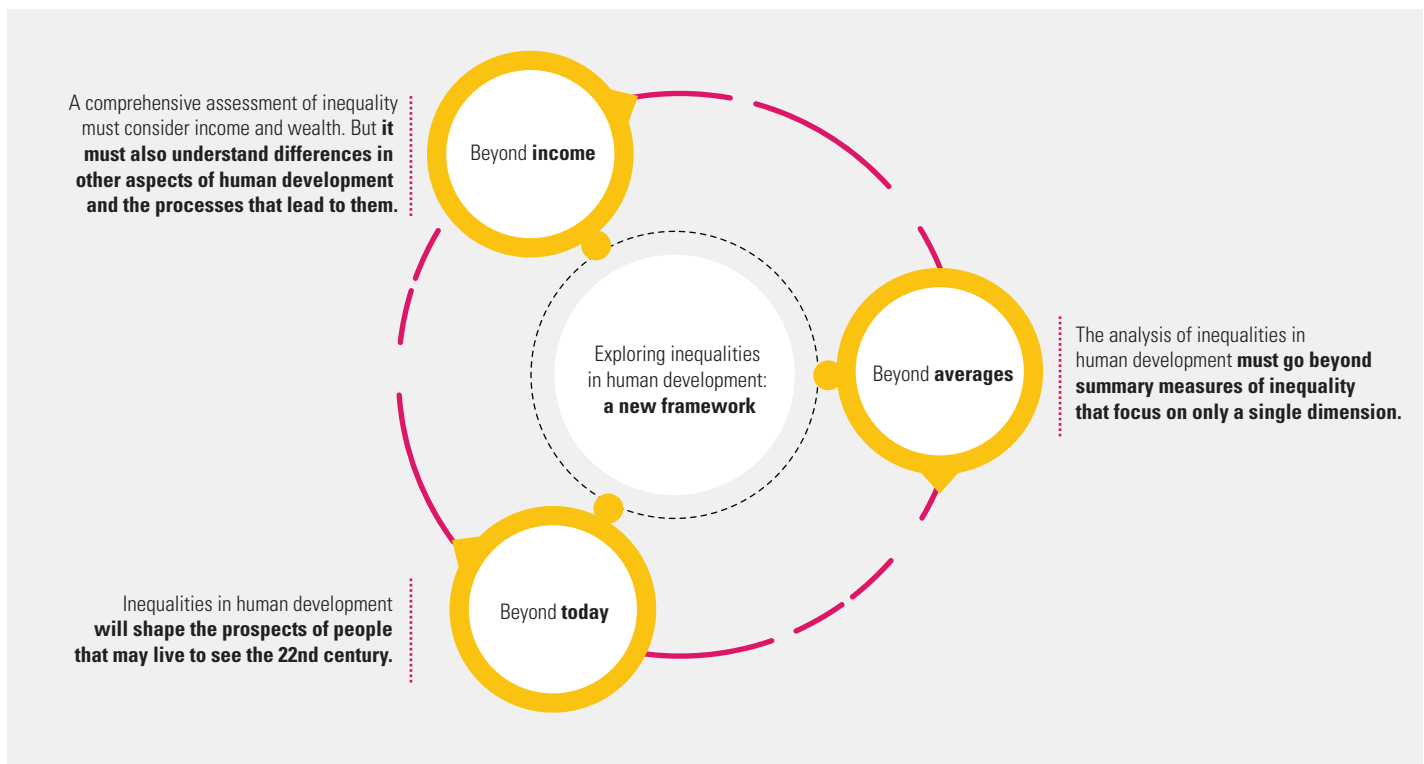 A comprehensive assessment of inequality
must consider income and wealth. But it
must also understand differences in
other aspects of human development
and the processes that lead to them.
Beyond income
Exploring inequalities
in human development:
a new framework
Beyond averages
The analysis of inequalities in
human development must go beyond
summary measures of inequality
that focus on only a single dimension.
Inequalities in human development
will shape the prospects of people
that may live to see the 22nd century.
Beyond today